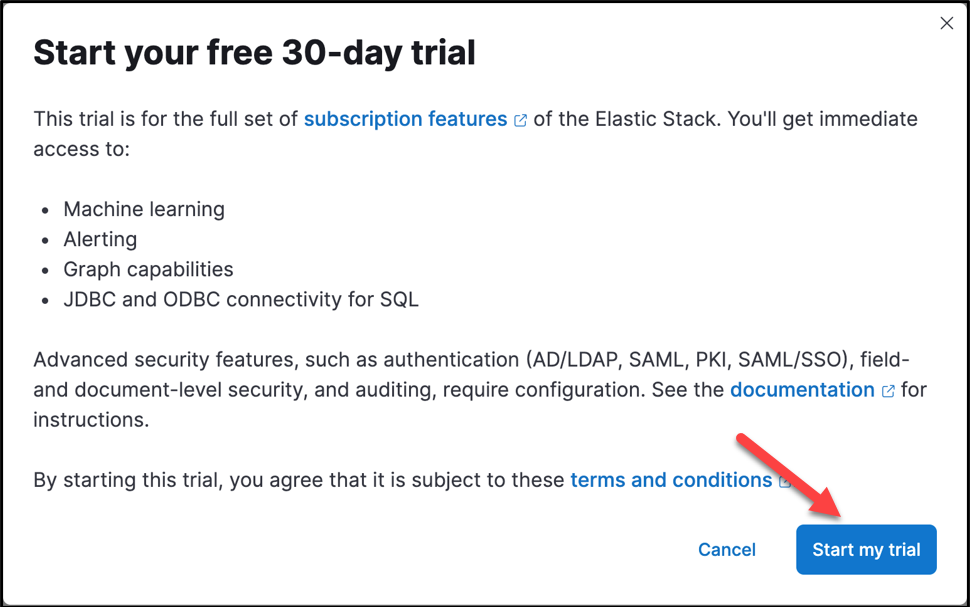 Start your free 30-day trial
This trial is for the full set of subscription features of the Elastic Stack. You'll get immediate
access to:
• Machine learning
• Alerting
• Graph capabilities
• JDBC and ODBC connectivity for SQL
Advanced security features, such as authentication (AD/LDAP, SAML, PKI, SAML/SSO), field-
and document-level security, and auditing, require configuration. See the documentation for
instructions.
By starting this trial, you agree that it is subject to these terms and conditions
Cancel Start my trial